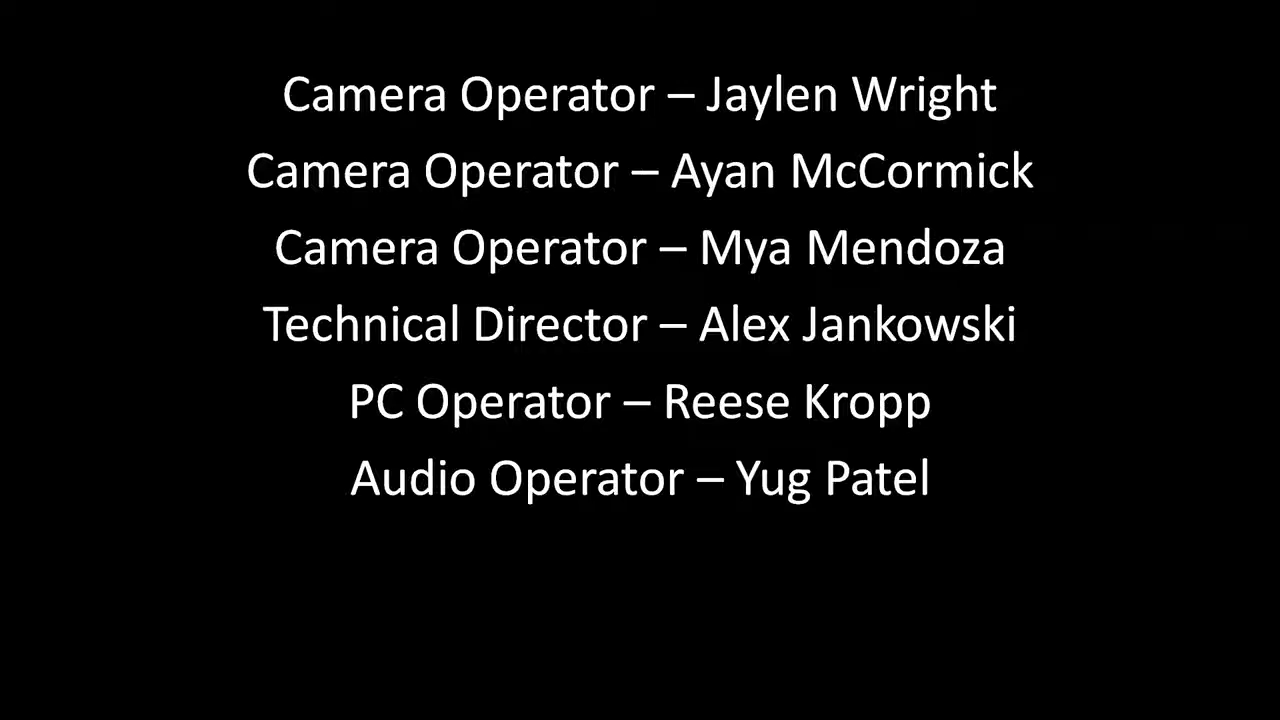 Camera Operator – Jaylen Wright
Camera Operator – Ayan McCormick
Camera Operator – Mya Mendoza
Technical Director – Alex Jankowski
PC Operator – Reese Kropp
Audio Operator – Yug Patel